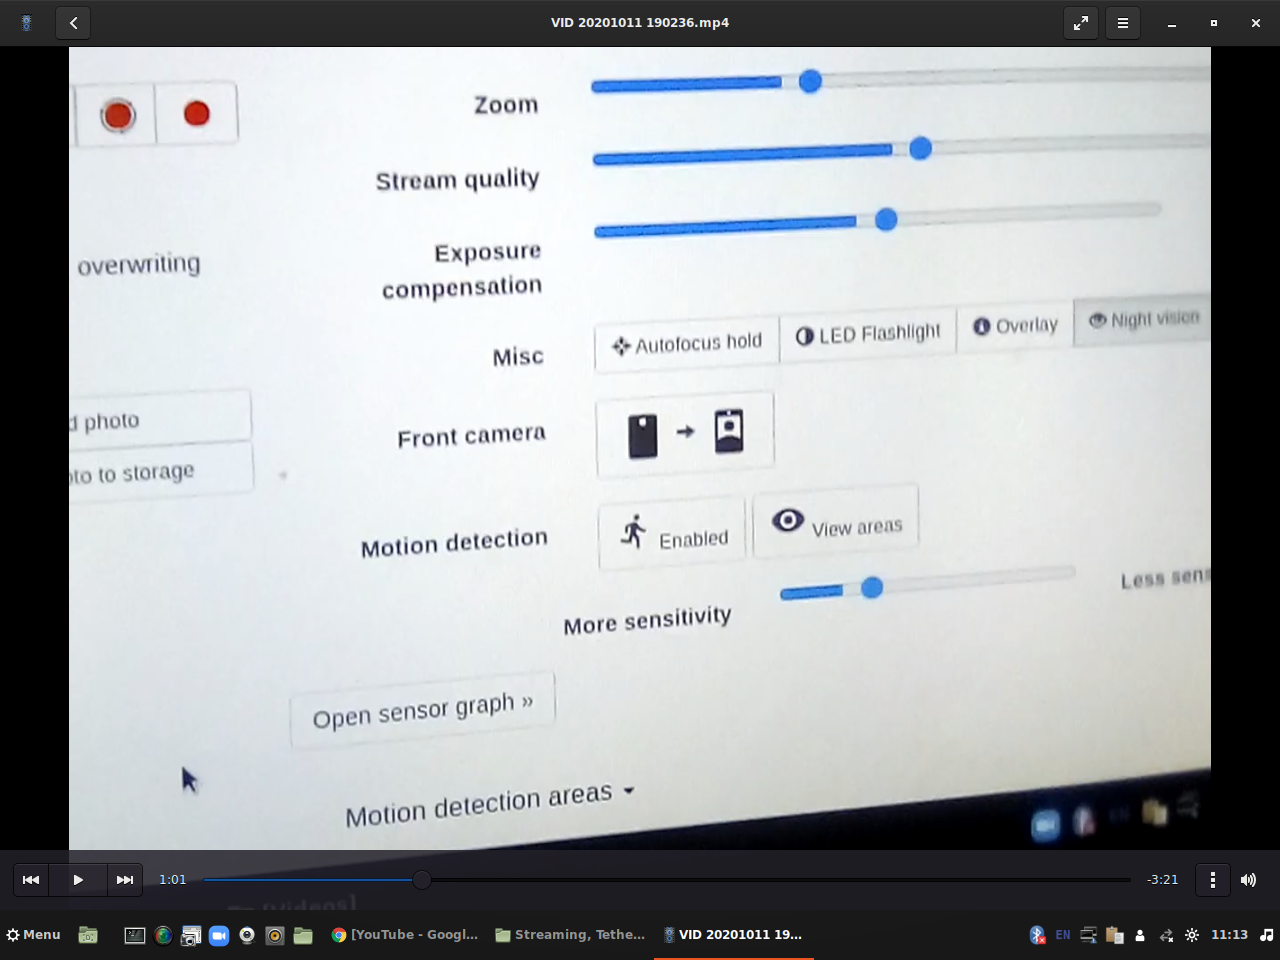 VID 20201011 190236.mp4
Zoom
Stream quality
overwriting
Exposure
compensation
Misc
Autofocus hold
LED Flashlight
Overlay
Night vision
photo
Front camera
to storage
Motion detection
Enabled
View areas
More sensitivity
Less
Open sensor graph »
Motion detection areas
1:01
-3:21
[Videos]
Menu
[YouTube - Googl...
Streaming, Tethe...
VID 20201011 19...
EN
11:13